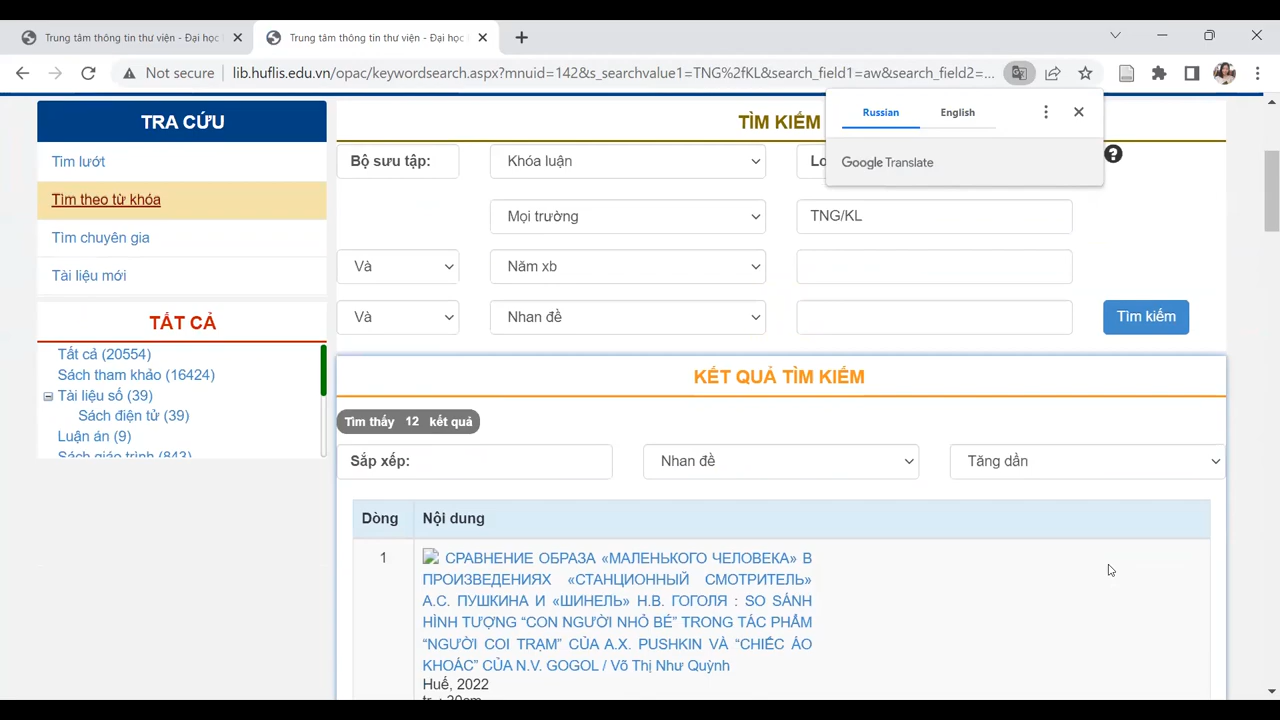 Trung tâm thông tin thư viện - Đại học
Trung tâm thông tin thư viện - Đại học
Not secure
lib.huflis.edu.vn/opac/keywordsearch.aspx?mnuid=142&s_searchvalue1=TNG%2fKL&search_field1=aw&search_field2=...
Russian
English
Google Translate
TRA CỨU
Tìm lướt
Tìm theo từ khóa
Tìm chuyên gia
Tài liệu mới
TẤT CẢ
Tất cả (20554)
Sách tham khảo (16424)
Tài liệu số (39)
Sách điện tử (39)
Luận án (9)
Sách giáo trình (843)
TÌM KIẾM
Bộ sưu tập:
Khóa luận
Lo
Mọi trường
TNG/KL
Và
Năm xb
Và
Nhan đề
Tìm kiếm
KẾT QUẢ TÌM KIẾM
Tìm thấy 12 kết quả
Sắp xếp:
Nhan đề
Tăng dần
Dòng
Nội dung
1
СРАВНЕНИЕ ОБРАЗА «МАЛЕНЬКОГО ЧЕЛОВЕКА» В
ПРОИЗВЕДЕНИЯХ «СТАНЦИОННЫЙ СМОТРИТЕЛЬ»
А.С. ПУШКИНА И «ШИНЕЛЬ» Н.В. ГОГОЛЯ : SO SÁNH
HÌNH TƯỢNG “CON NGƯỜI NHỎ BÉ” TRONG TÁC PHẨM
“NGƯỜI COI TRẠM” CỦA A.X. PUSHKIN VÀ “CHIẾC ÁO
KHOÁC” CỦA N.V. GOGOL / Võ Thị Như Quỳnh
Huế, 2022